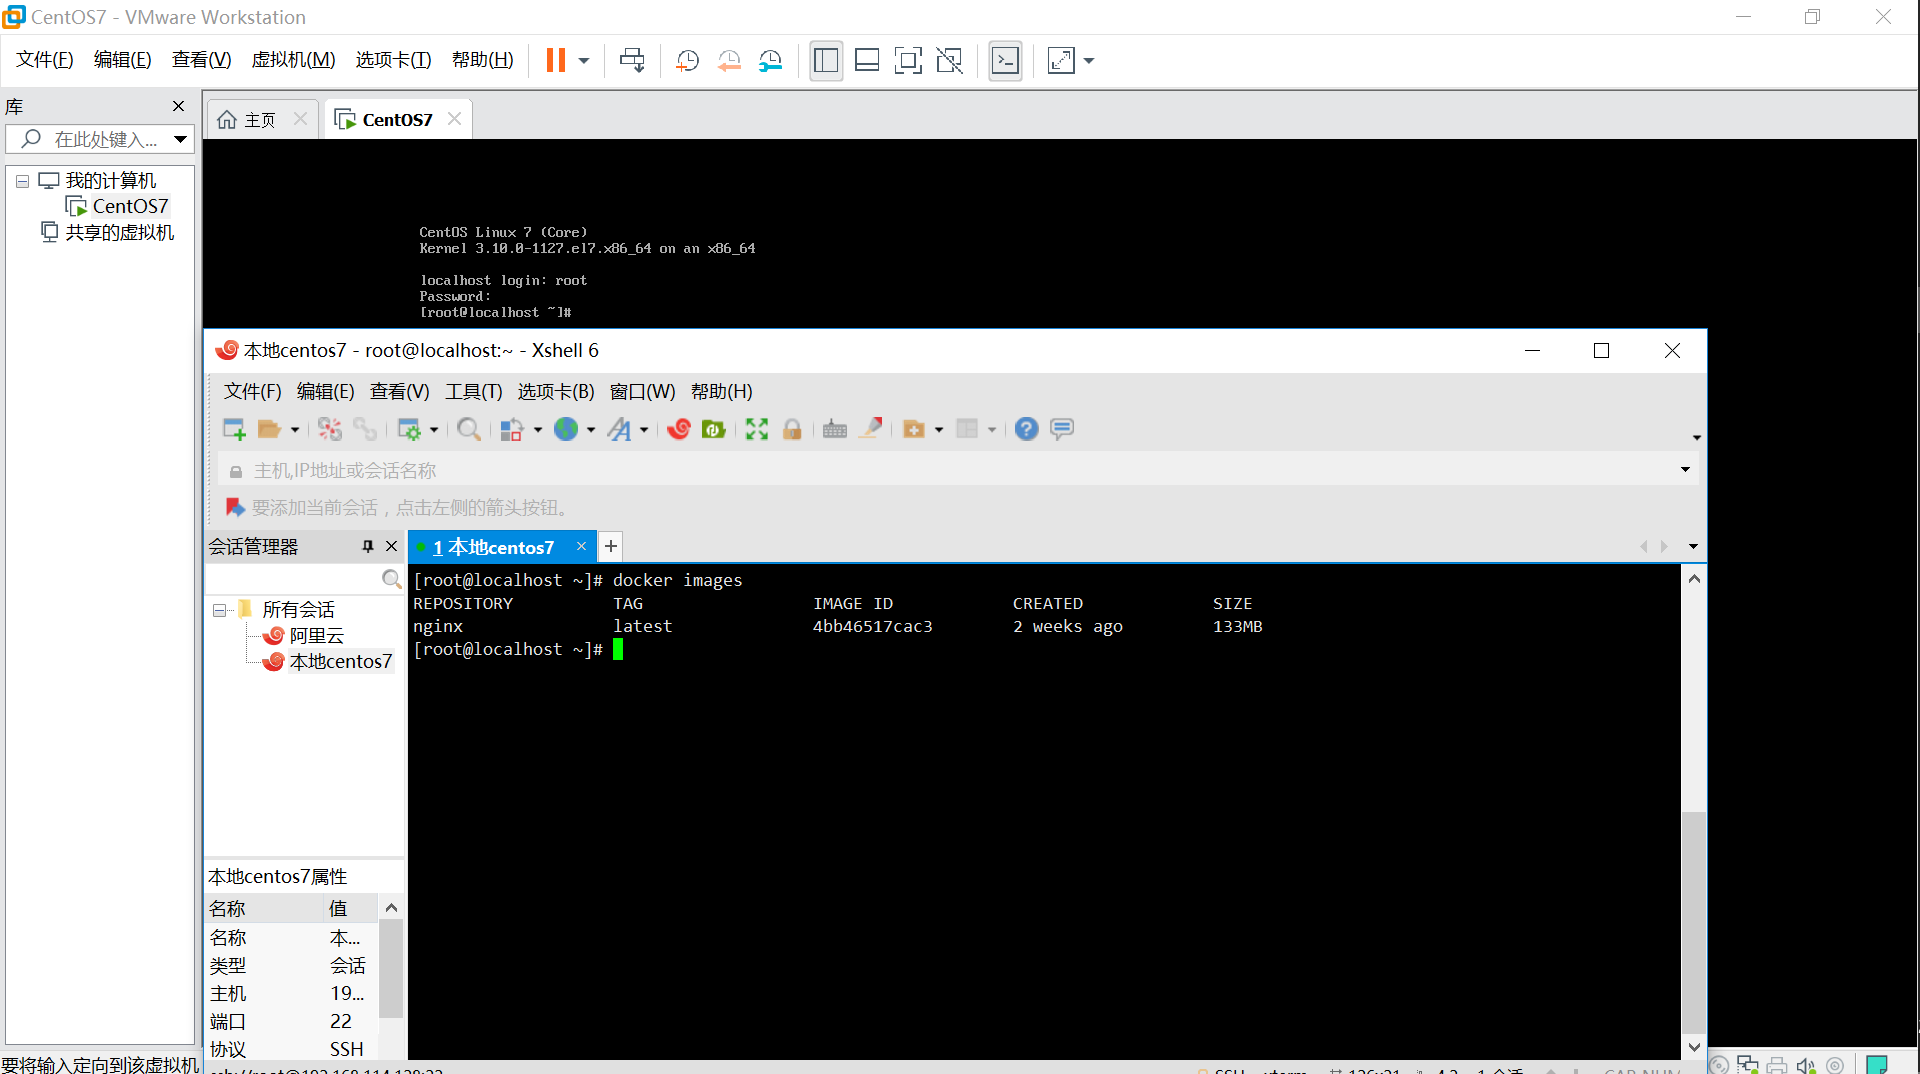 CentOS7 - VMware Workstation
文件(F) 编辑(E) 查看(V) 虚拟机(M) 选项卡(T) 帮助(H)
库
在此处键入...
我的计算机
CentOS7
共享的虚拟机
主页
CentOS7
CentOS Linux 7 (Core)
Kernel 3.10.0-1127.el7.x86_64 on an x86_64
localhost login: root
Password:
[root@localhost ~]#
本地centos7 - root@localhost:~ - Xshell 6
文件(F) 编辑(E) 查看(V) 工具(T) 选项卡(B) 窗口(W) 帮助(H)
主机,IP地址或会话名称
要添加当前会话，点击左侧的箭头按钮。
会话管理器
所有会话
阿里云
本地centos7
本地centos7属性
名称 值
名称 本...
类型 会话
主机 19...
端口 22
协议 SSH
1 本地centos7
[root@localhost ~]# docker images
REPOSITORY TAG IMAGE ID CREATED SIZE
nginx latest 4bb46517cac3 2 weeks ago 133MB
[root@localhost ~]#
要将输入定向到该虚拟机